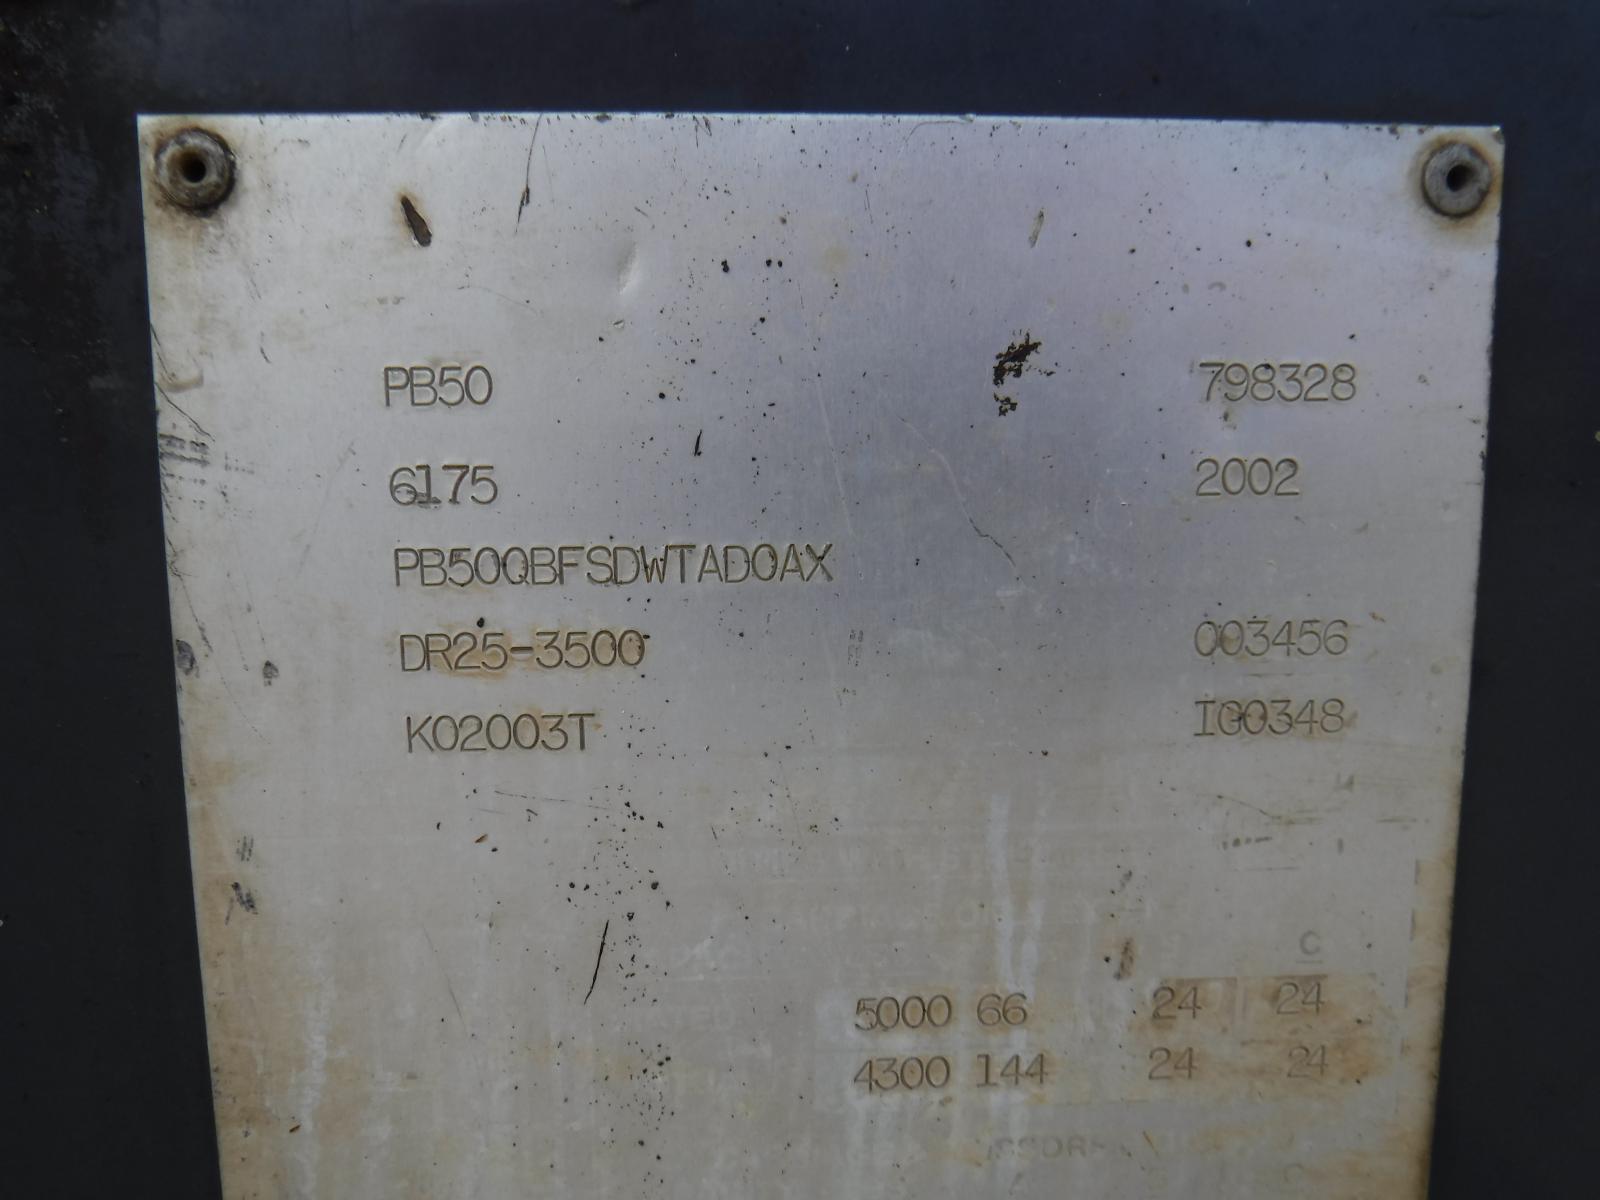 PB50 798328
6175 2002
PB50QBFSDWTADOAX
DR25-3500 003456
K02003T IG0348
C
5000 66 24 24
4300 144 24 24